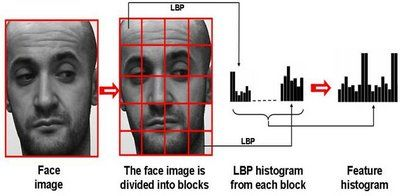 LBP
LBP
Face
image
The face image is
divided into blocks
LBP histogram
from each block
Feature
histogram